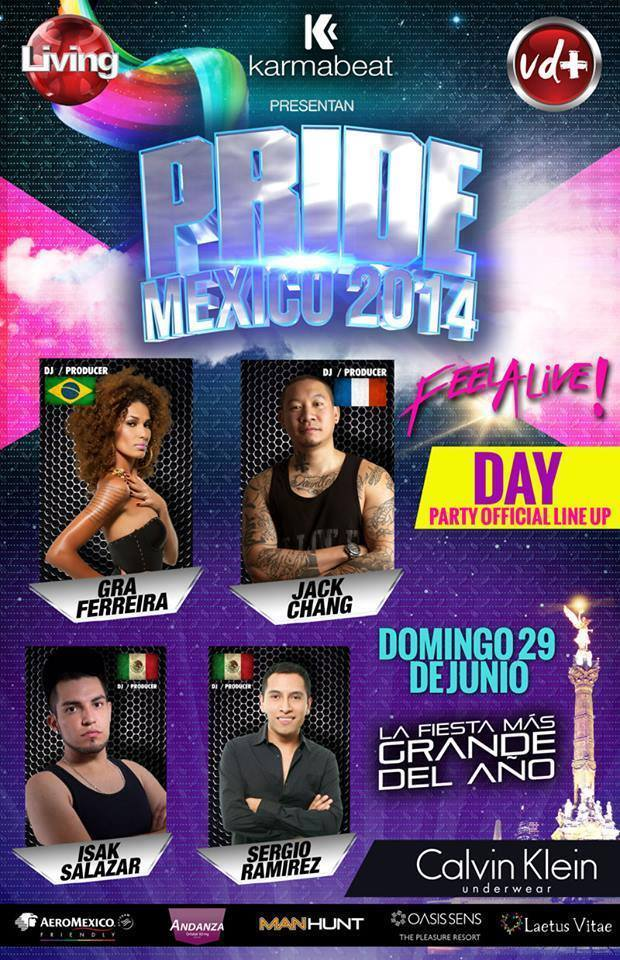 Living
karmabeat
vd+
PRESENTAN
PRIDE
MEXICO 2014
DJ / PRODUCER
GRA
FERREIRA
DJ / PRODUCER
JACK
CHANG
FEEL ALIVE!
DAY
PARTY OFFICIAL LINE UP
DJ / PRODUCER
ISAK
SALAZAR
DJ / PRODUCER
SERGIO
RAMIREZ
DOMINGO 29
DE JUNIO
LA FIESTA MÁS
GRANDE
DEL AÑO
Calvin Klein
underwear
AEROMEXICO.
FRIENDLY
ANDANZA
MANHUNT
OASIS SENS
THE PLEASURE RESORT
Laetus Vitae